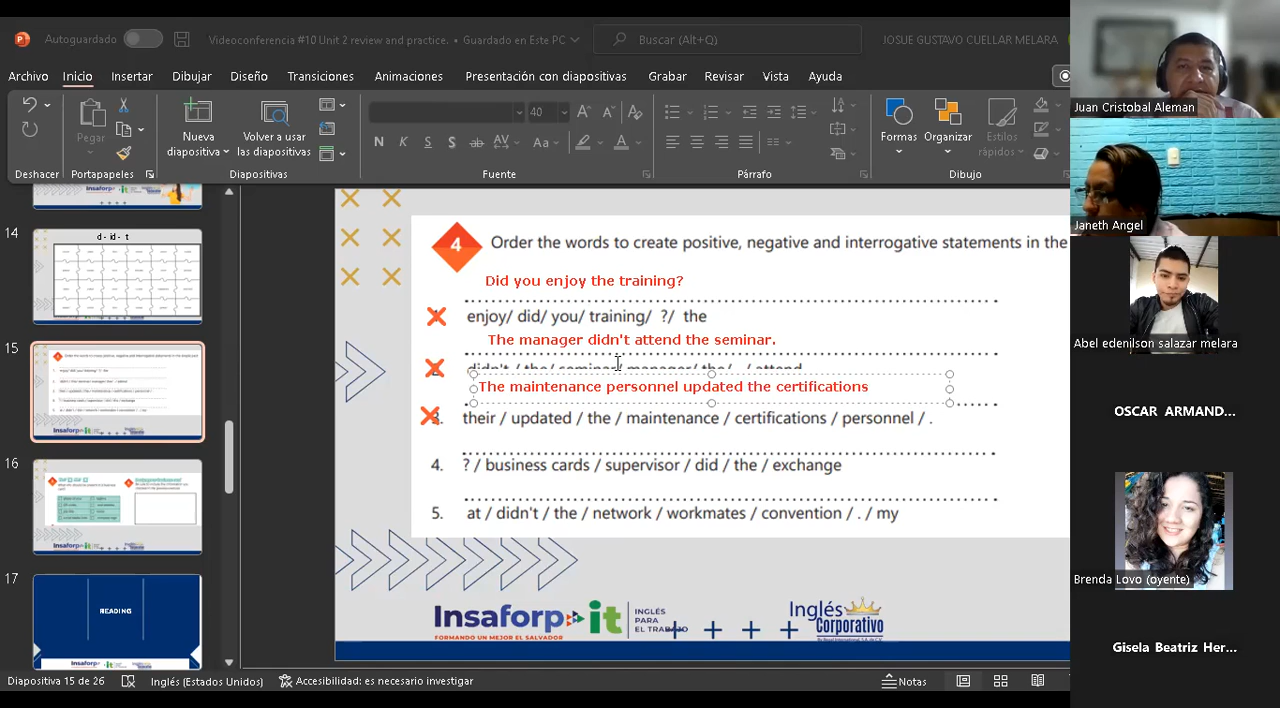 Autoguardado
Videoconferencia #10 Unit 2 review and practice. • Guardado en Este PC
Buscar (Alt+Q)
JOSUE GUSTAVO CUELLAR MELARA
Archivo Inicio Insertar Dibujar Diseño Transiciones Animaciones Presentación con diapositivas Grabar Revisar Vista Ayuda
40
Pegar
Nueva diapositiva
Volver a usar las diapositivas
Formas
Organizar
Estilos rápidos
Deshacer
Portapapeles
Diapositivas
Fuente
Párrafo
Dibujo
14
d - id - t
15
16
17
READING
4
Order the words to create positive, negative and interrogative statements in the
Did you enjoy the training?
enjoy/ did/ you/ training/ ?/ the
The manager didn't attend the seminar.
didn't / the/ seminar/ manager/ the/ . / attend
The maintenance personnel updated the certifications
3. their / updated / the / maintenance / certifications / personnel / .
4. ? / business cards / supervisor / did / the / exchange
5. at / didn't / the / network / workmates / convention / . / my
Insaforp it
INGLÉS PARA EL TRABAJO
FORMANDO UN MEJOR EL SALVADOR
Inglés Corporativo
Diapositiva 15 de 26
Inglés (Estados Unidos)
Accesibilidad: es necesario investigar
Notas
Juan Cristobal Aleman
Janeth Angel
Abel edenilson salazar melara
OSCAR ARMAND...
Brenda Lovo (oyente)
Gisela Beatriz Her...